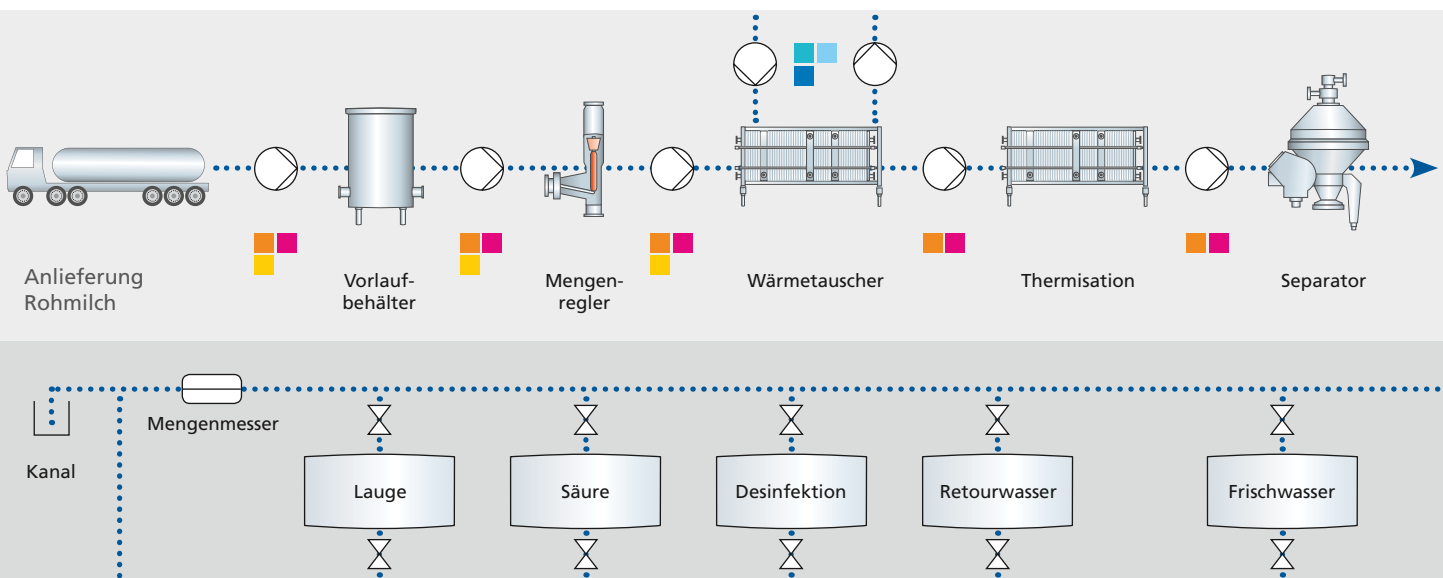 Anlieferung
Rohmilch
Vorlauf-
behälter
Mengen-
regler
Wärmetauscher
Thermisation
Separator
Mengenmesser
Kanal
Lauge
Säure
Desinfektion
Retourwasser
Frischwasser